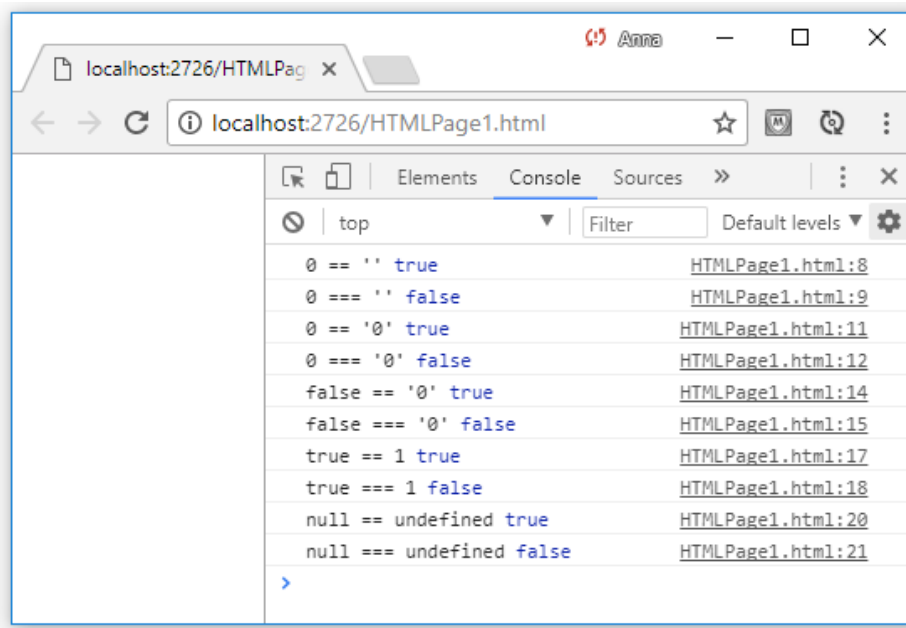 Anna
localhost:2726/HTMLPag
localhost:2726/HTMLPage1.html
Elements Console Sources »
top Filter Default levels
0 == '' true HTMLPage1.html:8
0 === '' false HTMLPage1.html:9
0 == '0' true HTMLPage1.html:11
0 === '0' false HTMLPage1.html:12
false == '0' true HTMLPage1.html:14
false === '0' false HTMLPage1.html:15
true == 1 true HTMLPage1.html:17
true === 1 false HTMLPage1.html:18
null == undefined true HTMLPage1.html:20
null === undefined false HTMLPage1.html:21